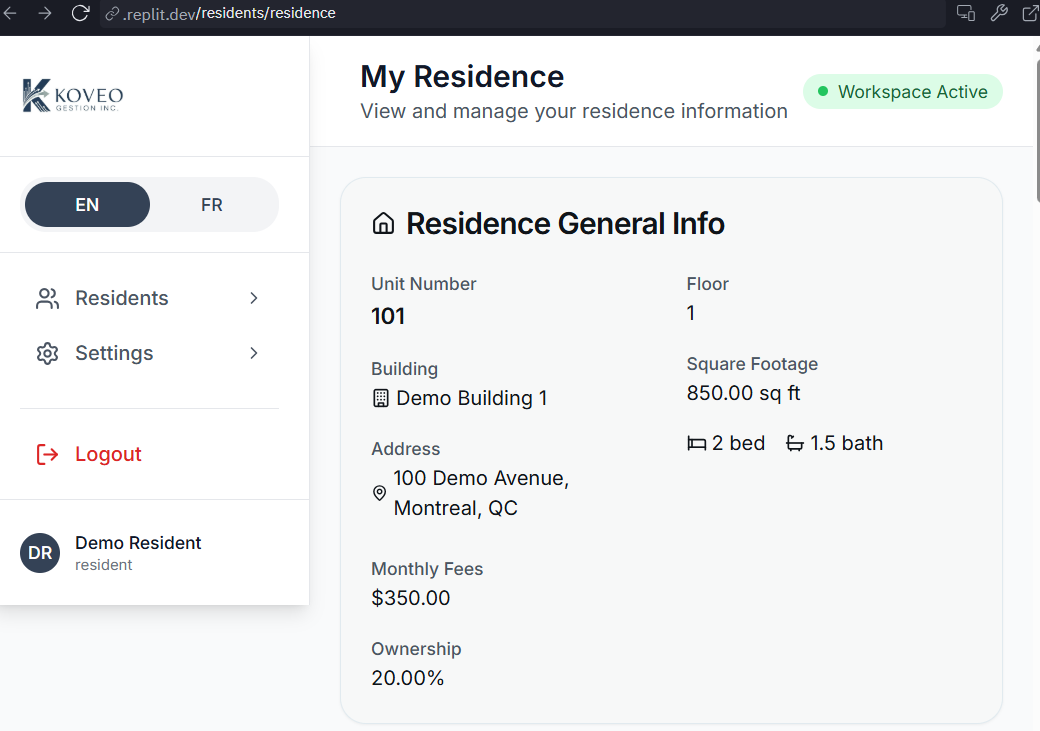 .replit.dev/residents/residence
KOVEO
GESTION INC.
EN FR
Residents
Settings
Logout
DR
Demo Resident
resident
My Residence
View and manage your residence information
Workspace Active
Residence General Info
Unit Number
101
Building
Demo Building 1
Address
100 Demo Avenue,
Montreal, QC
Monthly Fees
$350.00
Ownership
20.00%
Floor
1
Square Footage
850.00 sq ft
2 bed 1.5 bath